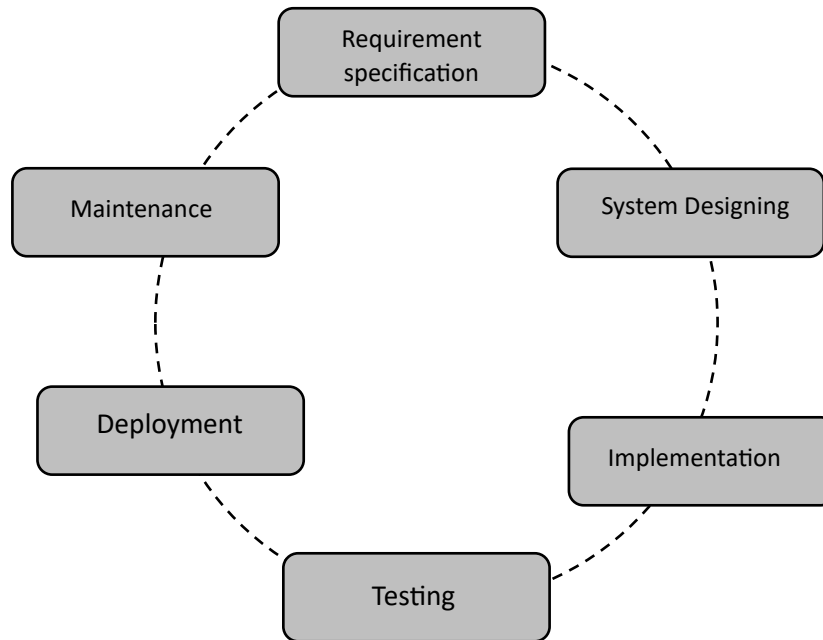 Requirement
specification
System Designing
Implementation
Testing
Deployment
Maintenance